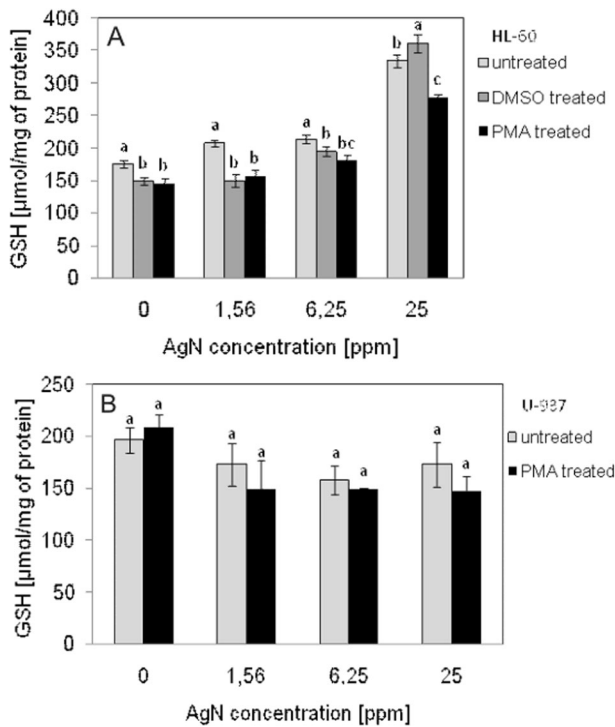 400
A
a
HL-60
350
b
untreated
300
c
DMSO treated
250
a
a
b
PMA treated
200
a
b b
b b
bc
150
100
50
0
GSH [µmol/mg of protein]
0 1,56 6,25 25
AgN concentration [ppm]
250
B
a
U-937
a
untreated
200
a
a
a a
a
a
PMA treated
150
100
50
0
GSH [µmol/mg of protein]
0 1,56 6,25 25
AgN concentration [ppm]